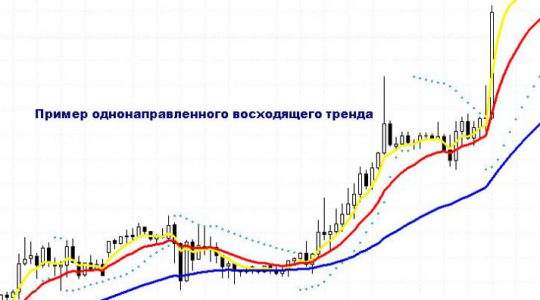 Пример однонаправленного восходящего тренда